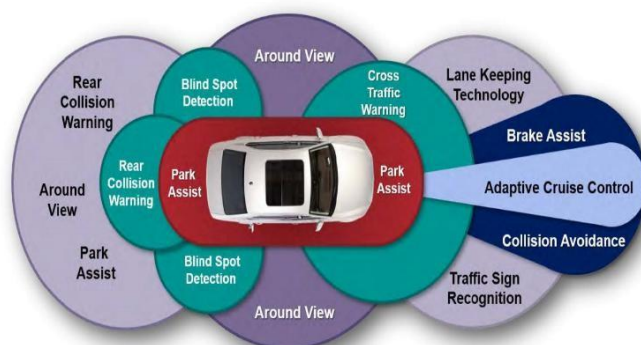 Around View
Rear
Collision
Warning
Blind Spot
Detection
Cross
Traffic
Warning
Lane Keeping
Technology
Brake Assist
Rear
Collision
Warning
Park
Assist
Park
Assist
Adaptive Cruise Control
Around
View
Park
Assist
Collision Avoidance
Blind Spot
Detection
Traffic Sign
Recognition
Around View